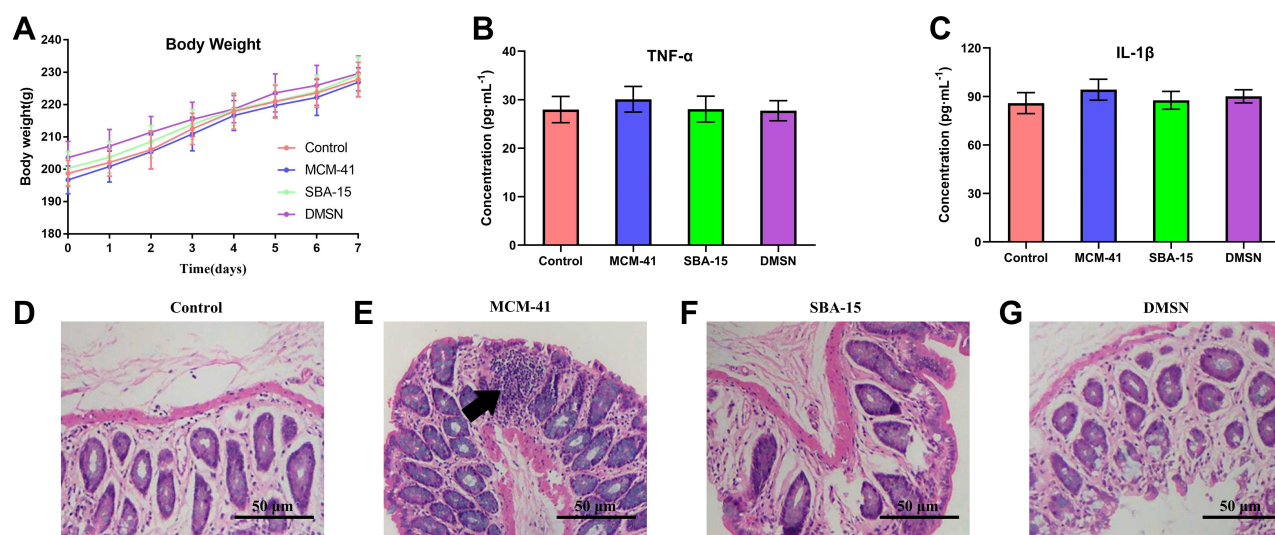 A
Body Weight
Body weight(g)
240
230
220
210
200
190
180
0 1 2 3 4 5 6 7
Time(days)
Control
MCM-41
SBA-15
DMSN
B
TNF-α
Concentration (pg·mL⁻¹)
40
30
20
10
0
Control MCM-41 SBA-15 DMSN
C
IL-1β
Concentration (pg·mL⁻¹)
120
90
60
30
0
Control MCM-41 SBA-15 DMSN
D
Control
50 μm
E
MCM-41
50 μm
F
SBA-15
50 μm
G
DMSN
50 μm